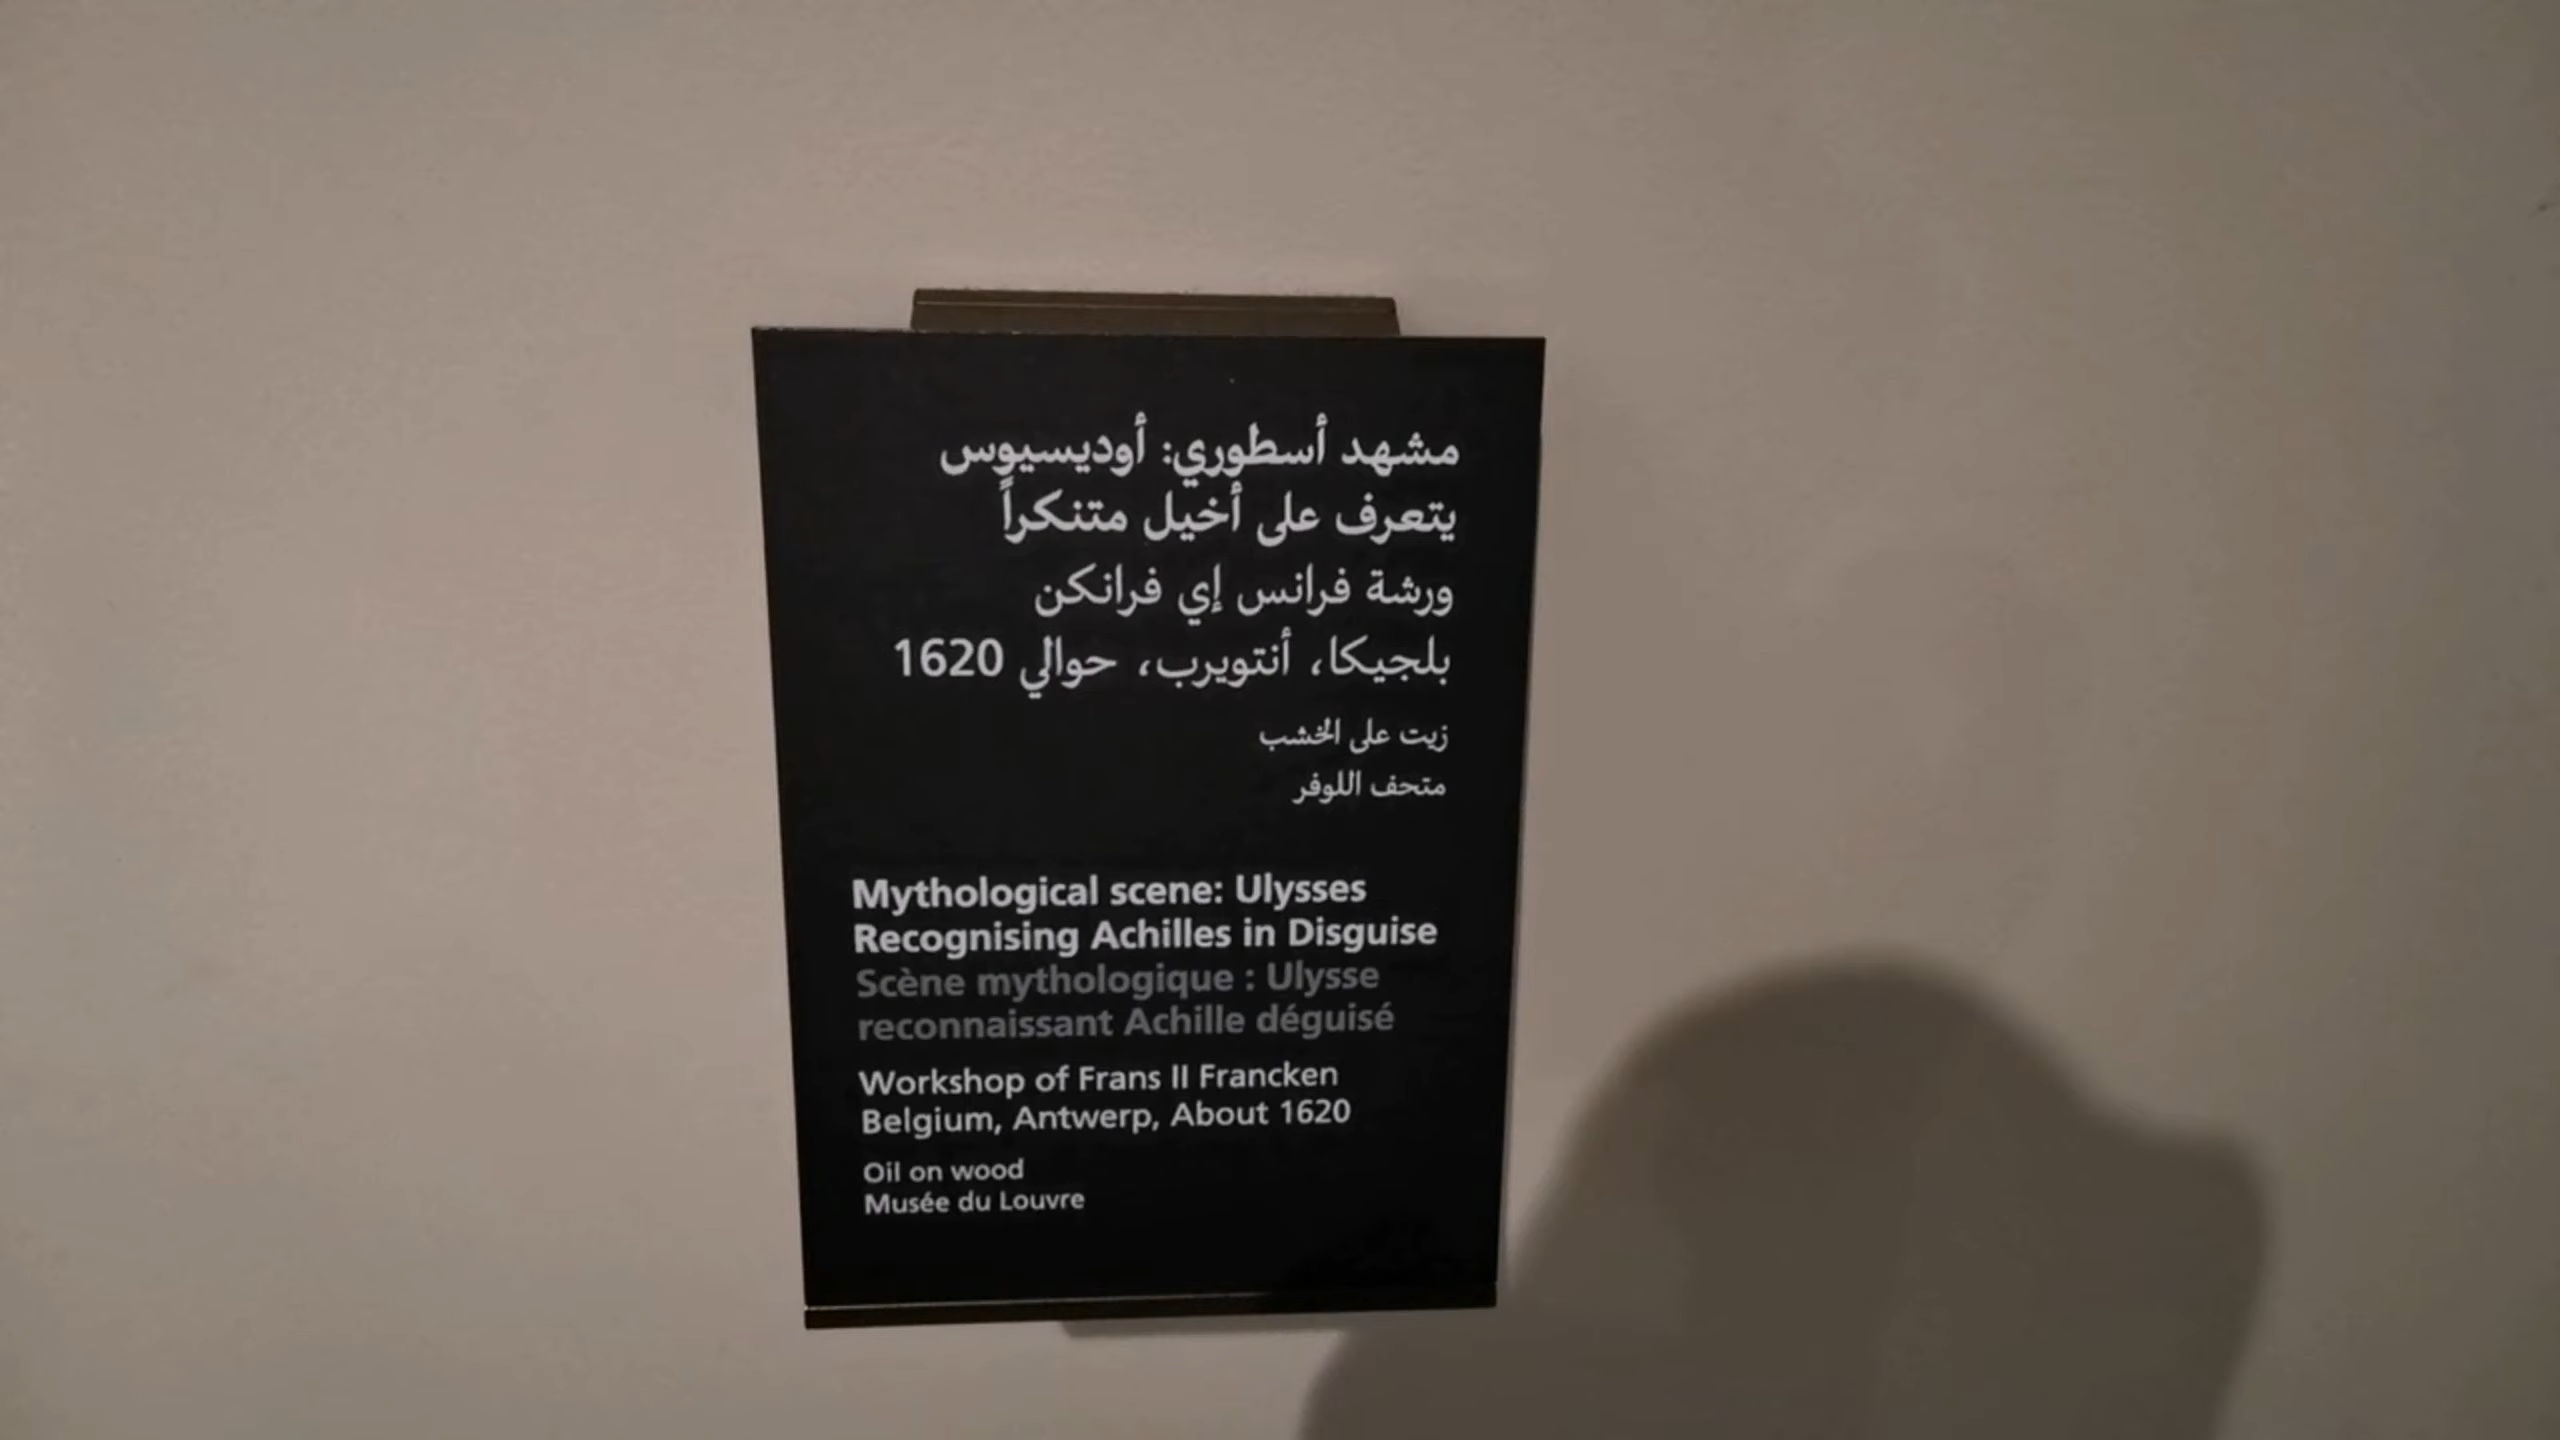 مشهد أسطوري: أوديسيوس
يتعرف على أخيل متنكراً
ورشة فرانس إي فرانكن
بلجيكا، أنتويرب، حوالي 1620
زيت على الخشب
متحف اللوفر
Mythological scene: Ulysses
Recognising Achilles in Disguise
Scène mythologique : Ulysse
reconnaissant Achille déguisé
Workshop of Frans II Francken
Belgium, Antwerp, About 1620
Oil on wood
Musée du Louvre